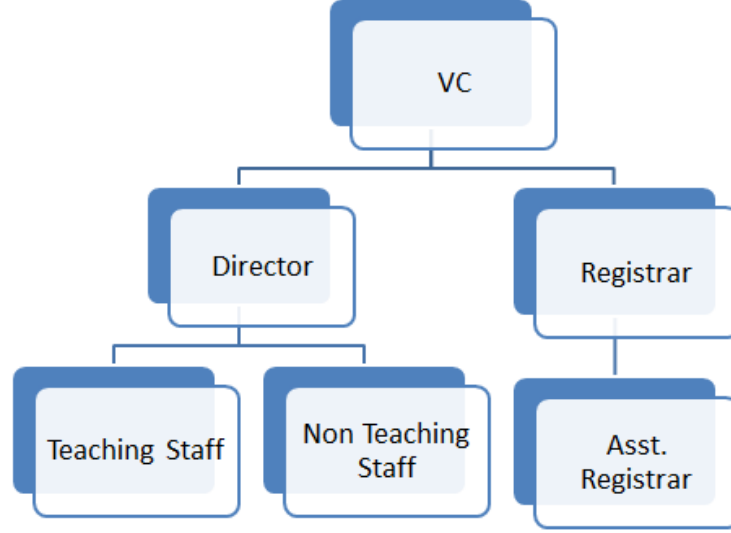 VC
Director
Registrar
Teaching Staff
Non Teaching
Staff
Asst.
Registrar